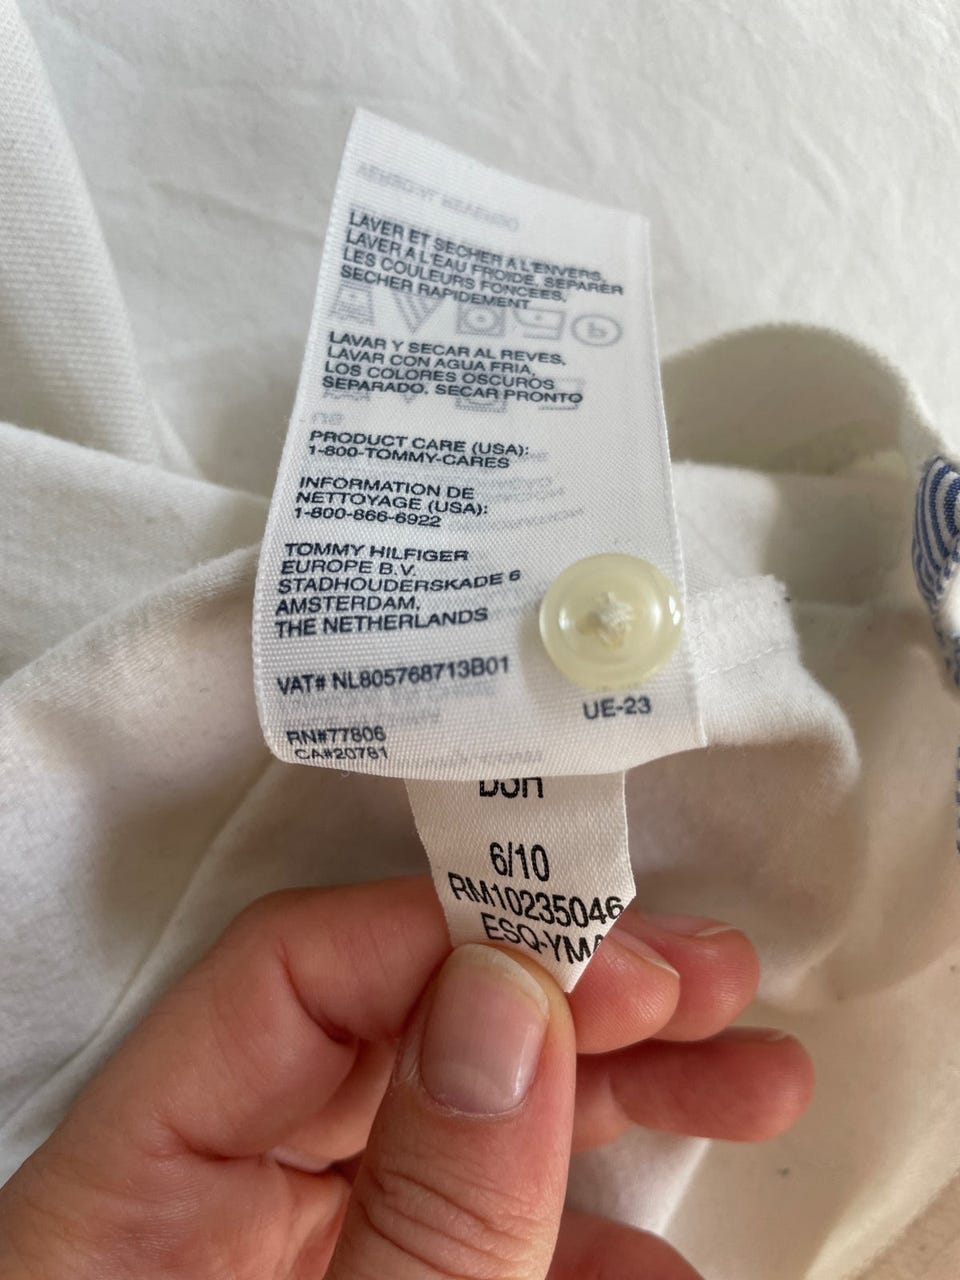 LAVER ET SECHER A L'ENVERS,
LAVER A L'EAU FROIDE, SEPARER
LES COULEURS FONCEES,
SECHER RAPIDEMENT
LAVAR Y SECAR AL REVES,
LAVAR CON AGUA FRIA,
LOS COLORES OSCUROS
SEPARADO. SECAR PRONTO
PRODUCT CARE (USA):
1-800-TOMMY-CARES
INFORMATION DE
NETTOYAGE (USA):
1-800-866-6922
TOMMY HILFIGER
EUROPE B.V.
STADHOUDERSKADE 6
AMSTERDAM,
THE NETHERLANDS
VAT# NL805768713B01
UE-23
RN#77806
CA#20781
6/10
RM10235046
ESQ-YMA